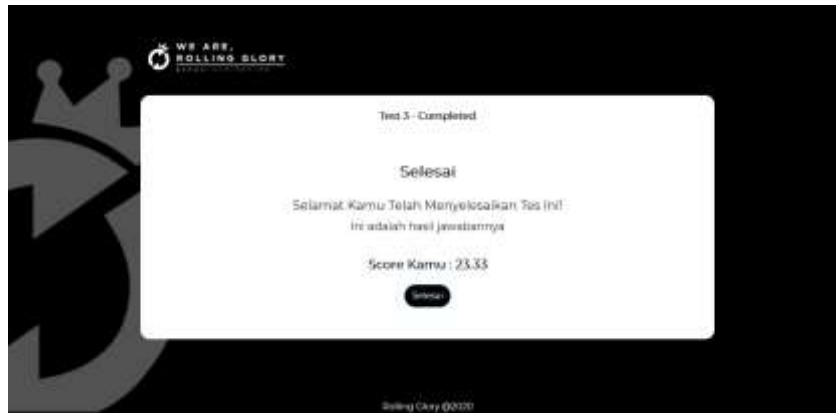 WE ARE,
ROLLING GLORY
Test 3 - Completed
Selesai
Selamat Kamu Telah Menyelesaikan Tes Ini!
Ini adalah hasil jawabannya
Score Kamu : 23.33
Selesai
Rolling Glory @2020